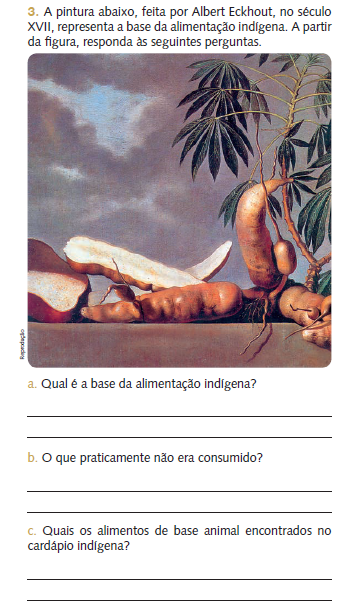 3. A pintura abaixo, feita por Albert Eckhout, no século
XVII, representa a base da alimentação indígena. A partir
da figura, responda às seguintes perguntas.
Reprodução
a. Qual é a base da alimentação indígena?
b. O que praticamente não era consumido?
c. Quais os alimentos de base animal encontrados no
cardápio indígena?